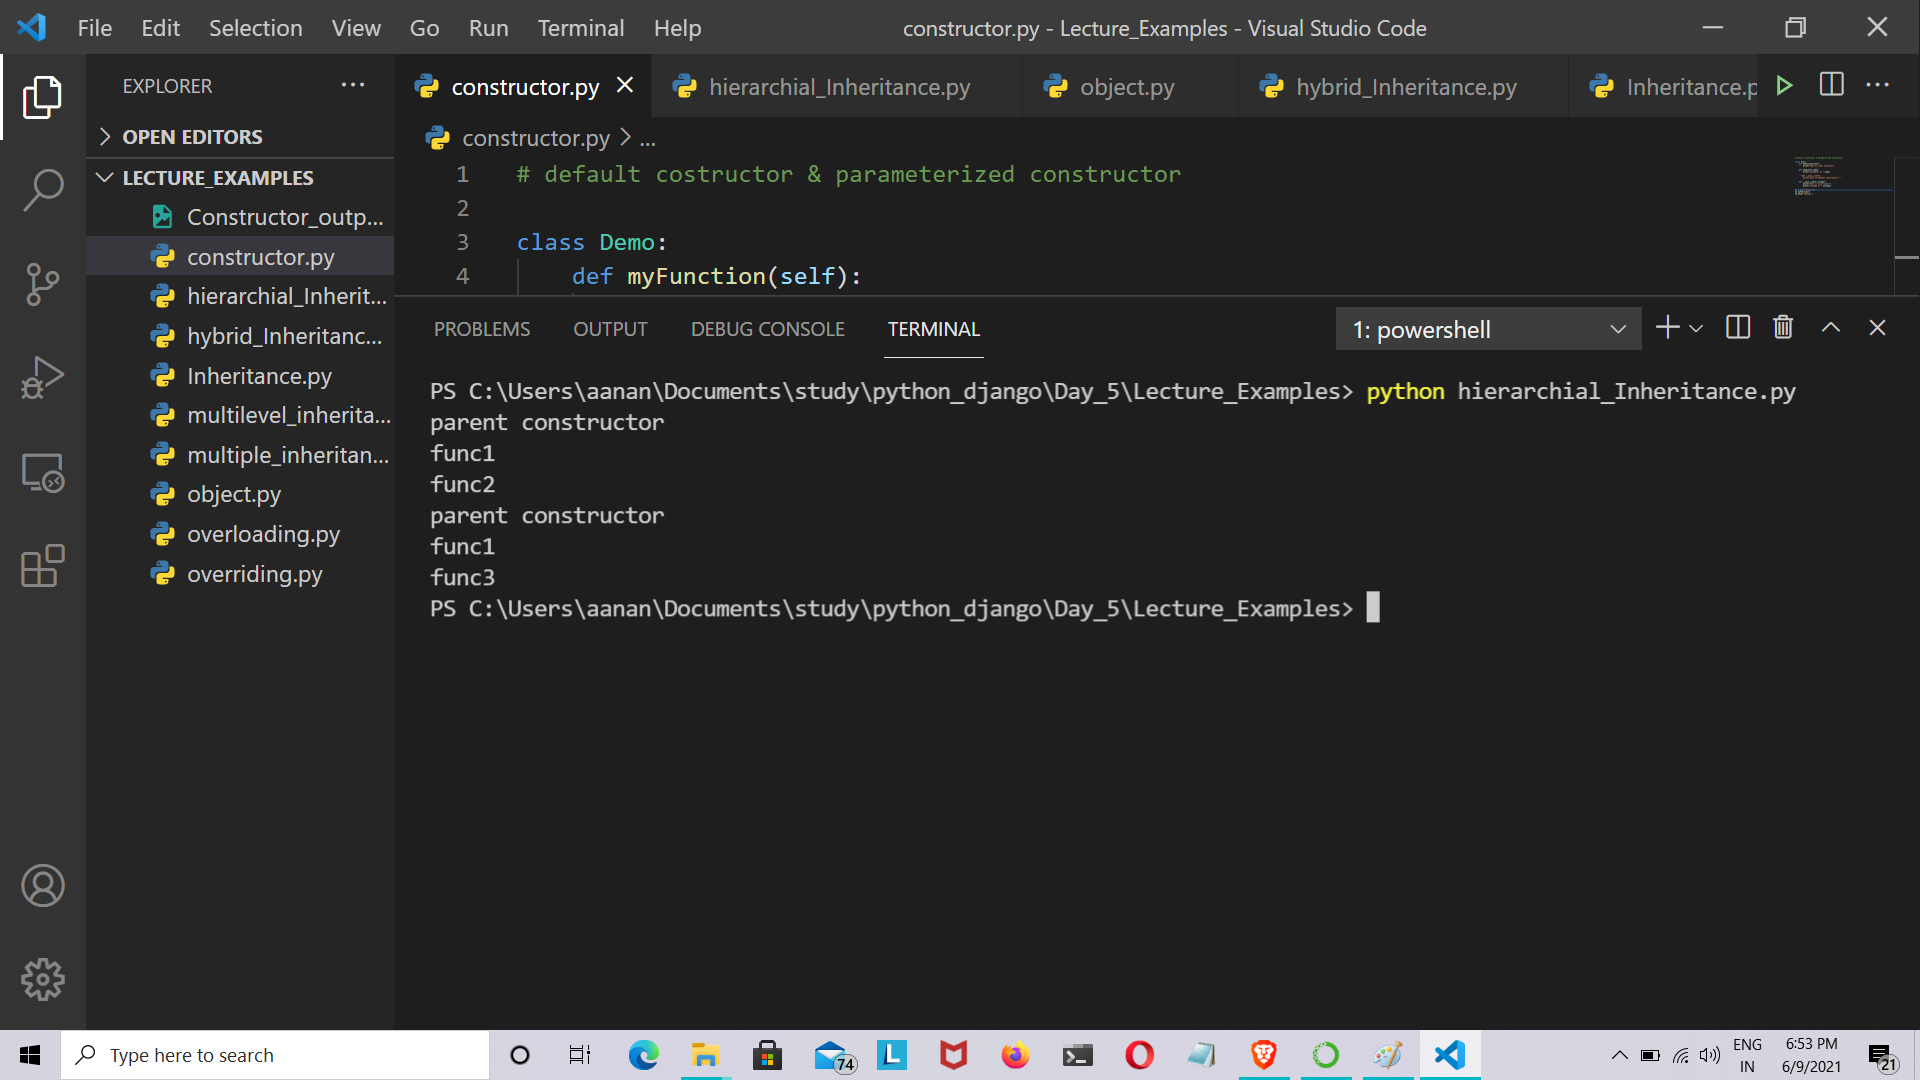 File Edit Selection View Go Run Terminal Help
constructor.py - Lecture_Examples - Visual Studio Code
EXPLORER
constructor.py
hierarchial_Inheritance.py
object.py
hybrid_Inheritance.py
Inheritance.p
OPEN EDITORS
LECTURE_EXAMPLES
Constructor_outp...
constructor.py
hierarchial_Inherit...
hybrid_Inheritanc...
Inheritance.py
multilevel_inherita...
multiple_inheritan...
object.py
overloading.py
overriding.py
constructor.py > ...
1 # default costructor & parameterized constructor
2
3 class Demo:
4 def myFunction(self):
PROBLEMS OUTPUT DEBUG CONSOLE TERMINAL
1: powershell
PS C:\Users\aanan\Documents\study\python_django\Day_5\Lecture_Examples> python hierarchial_Inheritance.py
parent constructor
func1
func2
parent constructor
func1
func3
PS C:\Users\aanan\Documents\study\python_django\Day_5\Lecture_Examples>
Type here to search
74
L
ENG
IN
6:53 PM
6/9/2021
21